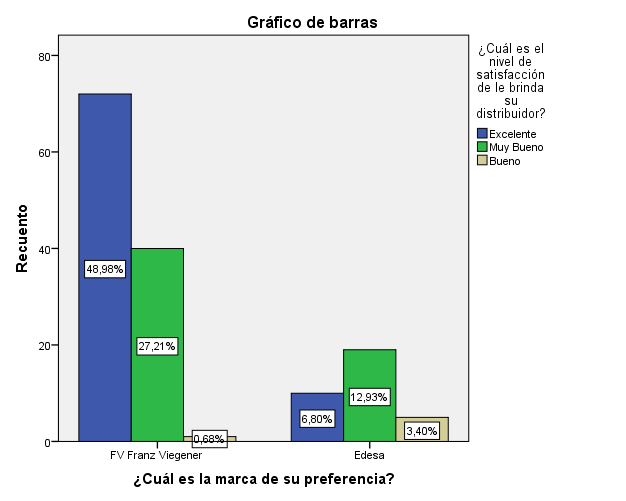 Gráfico de barras
¿Cuál es el
nivel de
satisfacción
de le brinda
su
distribuidor?
Excelente
Muy Bueno
Bueno
Recuento
80
60
40
20
0
48,98%
27,21%
0,68%
6,80%
12,93%
3,40%
FV Franz Viegener
Edesa
¿Cuál es la marca de su preferencia?